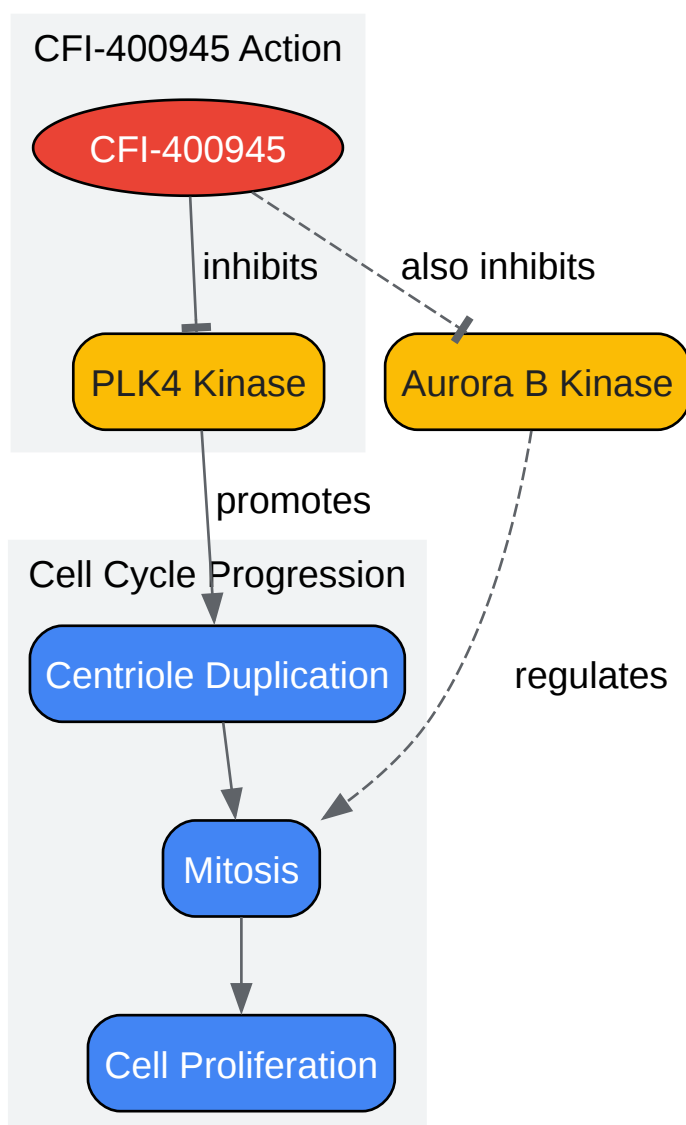 CFI-400945 Action
CFI-400945
inhibits
also inhibits
PLK4 Kinase
Aurora B Kinase
promotes
Cell Cycle Progression
Centriole Duplication
regulates
Mitosis
Cell Proliferation